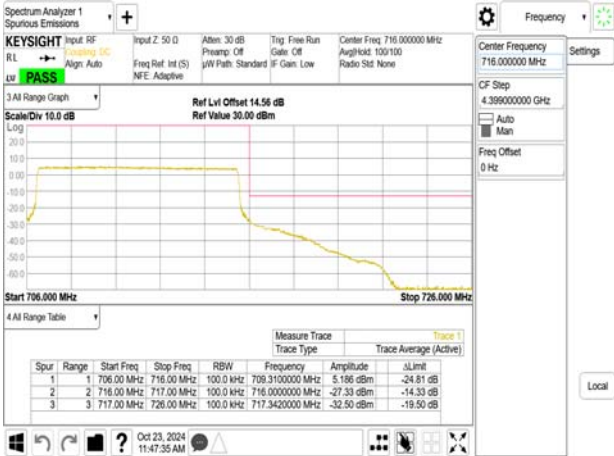 Spectrum Analyzer 1
Spurious Emissions
+
Frequency
KEYSIGHT
RL
LM
PASS
Input: RF
Coupling: DC
Align: Auto
Input Z: 50 Ω
Freq Ref: Int (S)
NFE: Adaptive
Atten: 30 dB
Preamp: Off
µW Path: Standard
Trig: Free Run
Gate: Off
IF Gain: Low
Center Freq: 716.000000 MHz
Avg|Hold: 100/100
Radio Std: None
Center Frequency
716.000000 MHz
Settings
CF Step
4.399000000 GHz
Auto
Man
Freq Offset
0 Hz
Local
3 All Range Graph
Scale/Div 10.0 dB
Ref Lvl Offset 14.56 dB
Ref Value 30.00 dBm
Log
20.0
10.0
0.00
-10.0
-20.0
-30.0
-40.0
-50.0
-60.0
Start 706.000 MHz
Stop 726.000 MHz
4 All Range Table
Measure Trace Trace 1
Trace Type Trace Average (Active)
Spur Range Start Freq Stop Freq RBW Frequency Amplitude ΔLimit
1 1 706.00 MHz 716.00 MHz 100.0 kHz 709.3100000 MHz 5.186 dBm -24.81 dB
2 2 716.00 MHz 717.00 MHz 100.0 kHz 716.0000000 MHz -27.33 dBm -14.33 dB
3 3 717.00 MHz 726.00 MHz 100.0 kHz 717.3420000 MHz -32.50 dBm -19.50 dB
?
Oct 23, 2024
11:47:35 AM